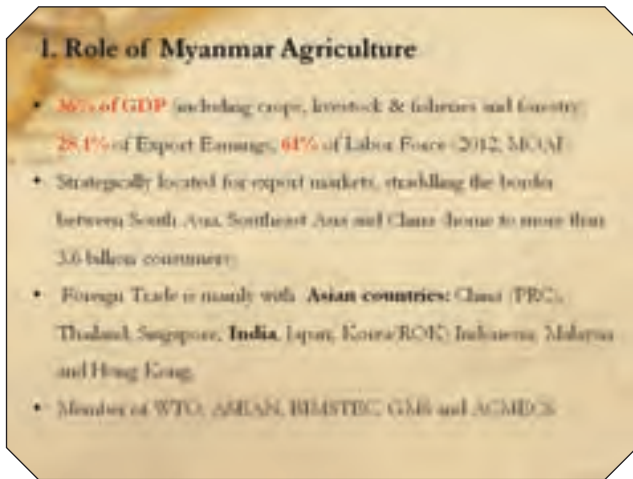 1. Role of Myanmar Agriculture
• 36% of GDP (including crops, livestock & fisheries and forestry)
28.1% of Export Earnings, 61% of Labor Force (2012, MOAI)
• Strategically located for export markets, straddling the border
between South Asia, Southeast Asia and China (home to more than
3.6 billion consumers)
• Foreign Trade is mainly with Asian countries: China (PRC),
Thailand, Singapore, India, Japan, Korea(ROK) Indonesia, Malaysia
and Hong Kong.
• Member of WTO, ASEAN, BIMSTEC, GMS and ACMECS